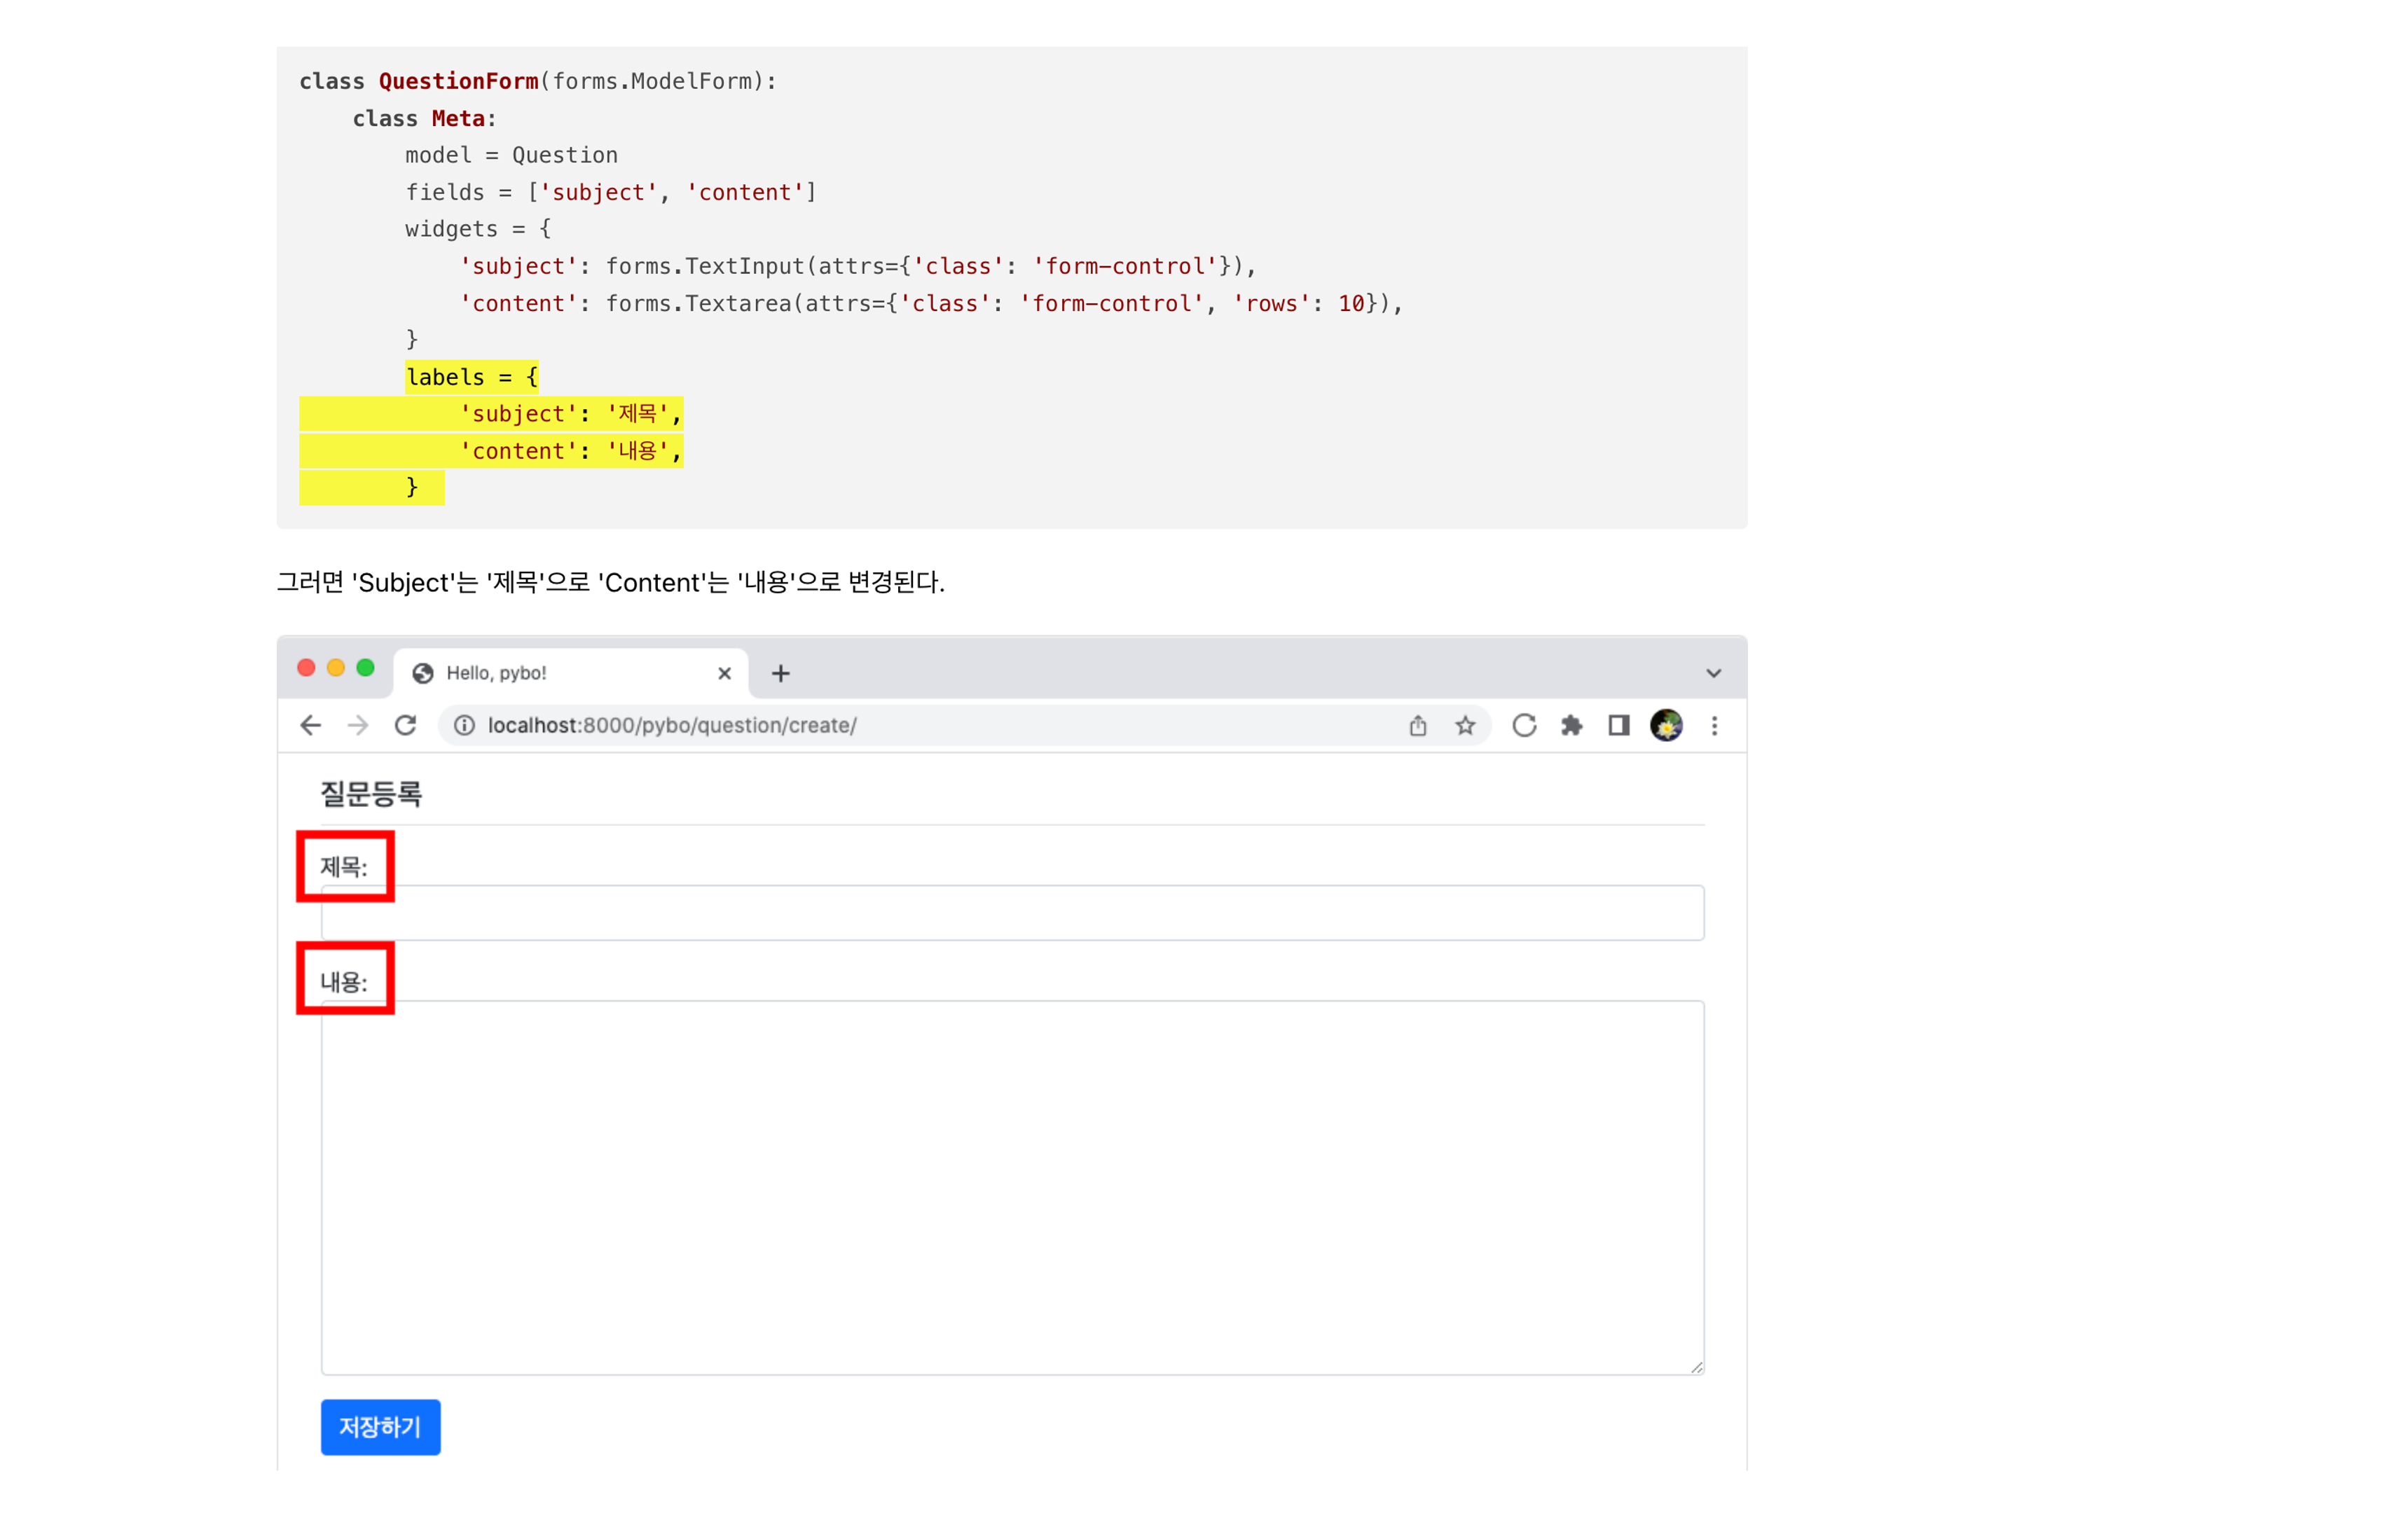 class QuestionForm(forms.ModelForm):
    class Meta:
        model = Question
        fields = ['subject', 'content']
        widgets = {
            'subject': forms.TextInput(attrs={'class': 'form-control'}),
            'content': forms.Textarea(attrs={'class': 'form-control', 'rows': 10}),
        }
        labels = {
            'subject': '제목',
            'content': '내용',
        }
그러면 'Subject'는 '제목'으로 'Content'는 '내용'으로 변경된다.
Hello, pybo!
localhost:8000/pybo/question/create/
질문등록
제목:
내용:
저장하기